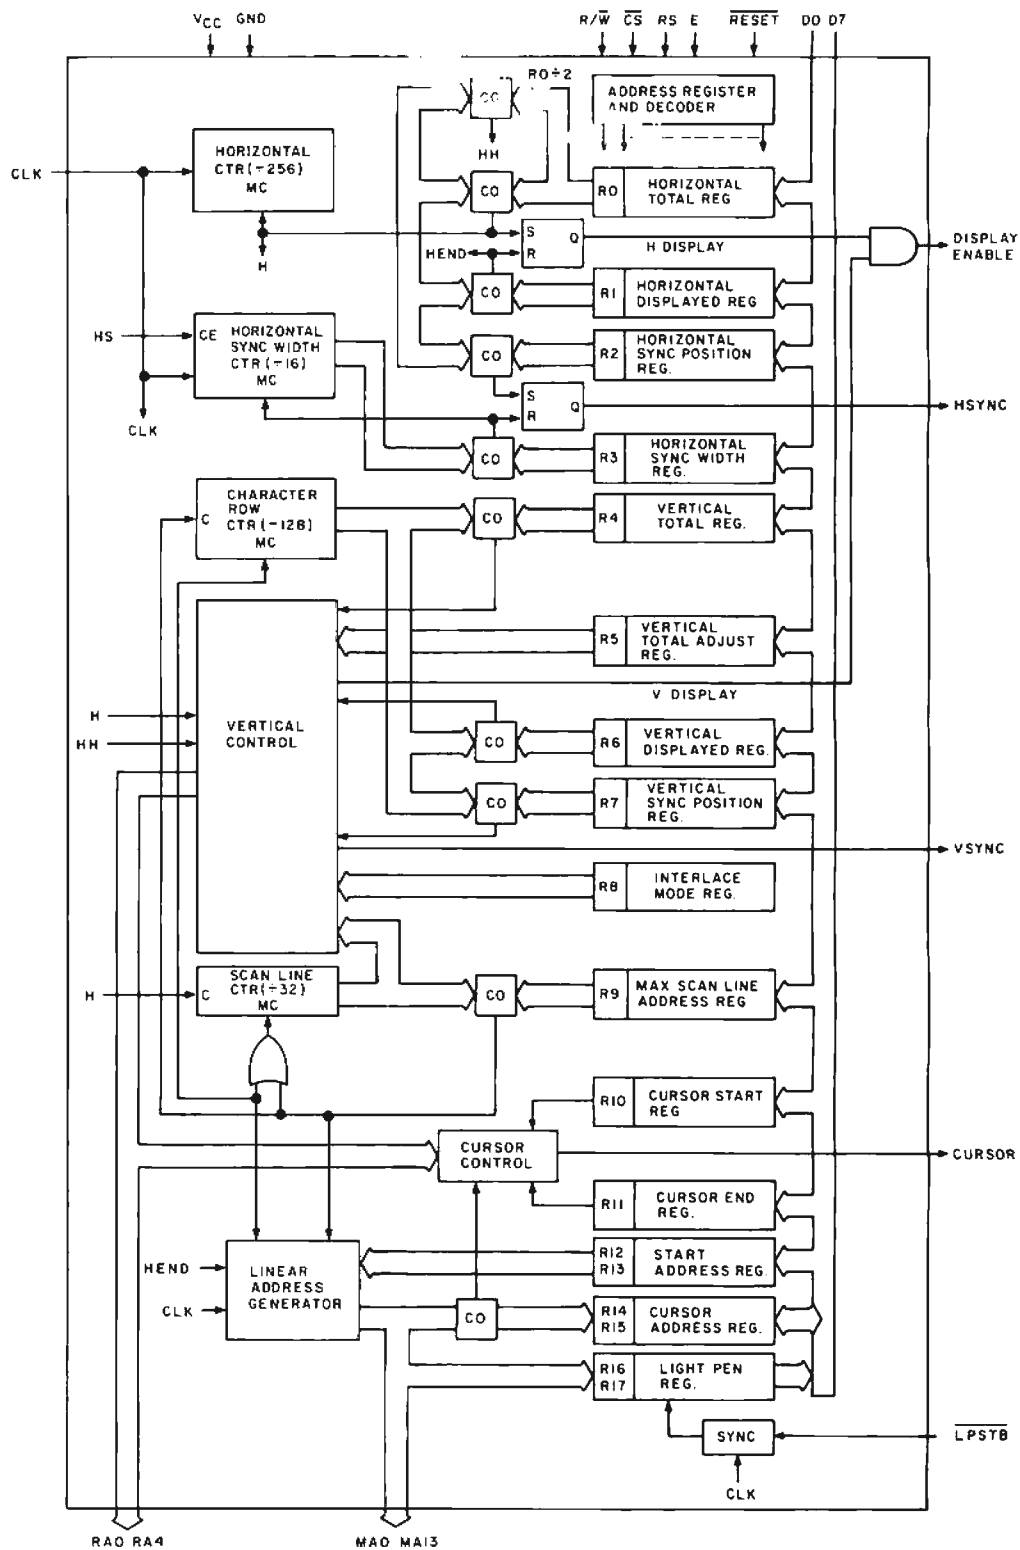 VCC GND R/W CS RS E RESET D0 D7
RO÷2
CO
HH
ADDRESS REGISTER
AND DECODER
CLK
HORIZONTAL
CTR(÷256)
MC
H
CO
R0
HORIZONTAL
TOTAL REG
S
R
Q
H DISPLAY
HEND
DISPLAY
ENABLE
CO
R1
HORIZONTAL
DISPLAYED REG
HS
CE
HORIZONTAL
SYNC WIDTH
CTR (÷16)
MC
CLK
CO
R2
HORIZONTAL
SYNC POSITION
REG.
S
R
Q
HSYNC
CO
R3
HORIZONTAL
SYNC WIDTH
REG.
C
CHARACTER
ROW
CTR(-128)
MC
CO
R4
VERTICAL
TOTAL REG.
R5
VERTICAL
TOTAL ADJUST
REG.
V DISPLAY
H
HH
VERTICAL
CONTROL
CO
R6
VERTICAL
DISPLAYED REG.
CO
R7
VERTICAL
SYNC POSITION
REG.
VSYNC
R8
INTERLACE
MODE REG.
H
C
SCAN LINE
CTR(÷32)
MC
CO
R9
MAX SCAN LINE
ADDRESS REG
R10
CURSOR START
REG
CURSOR
CONTROL
CURSOR
R11
CURSOR END
REG.
HEND
CLK
LINEAR
ADDRESS
GENERATOR
R12
R13
START
ADDRESS REG.
CO
R14
R15
CURSOR
ADDRESS REG.
R16
R17
LIGHT PEN
REG.
SYNC
LPSTB
CLK
RA0 RA4
MA0 MA13